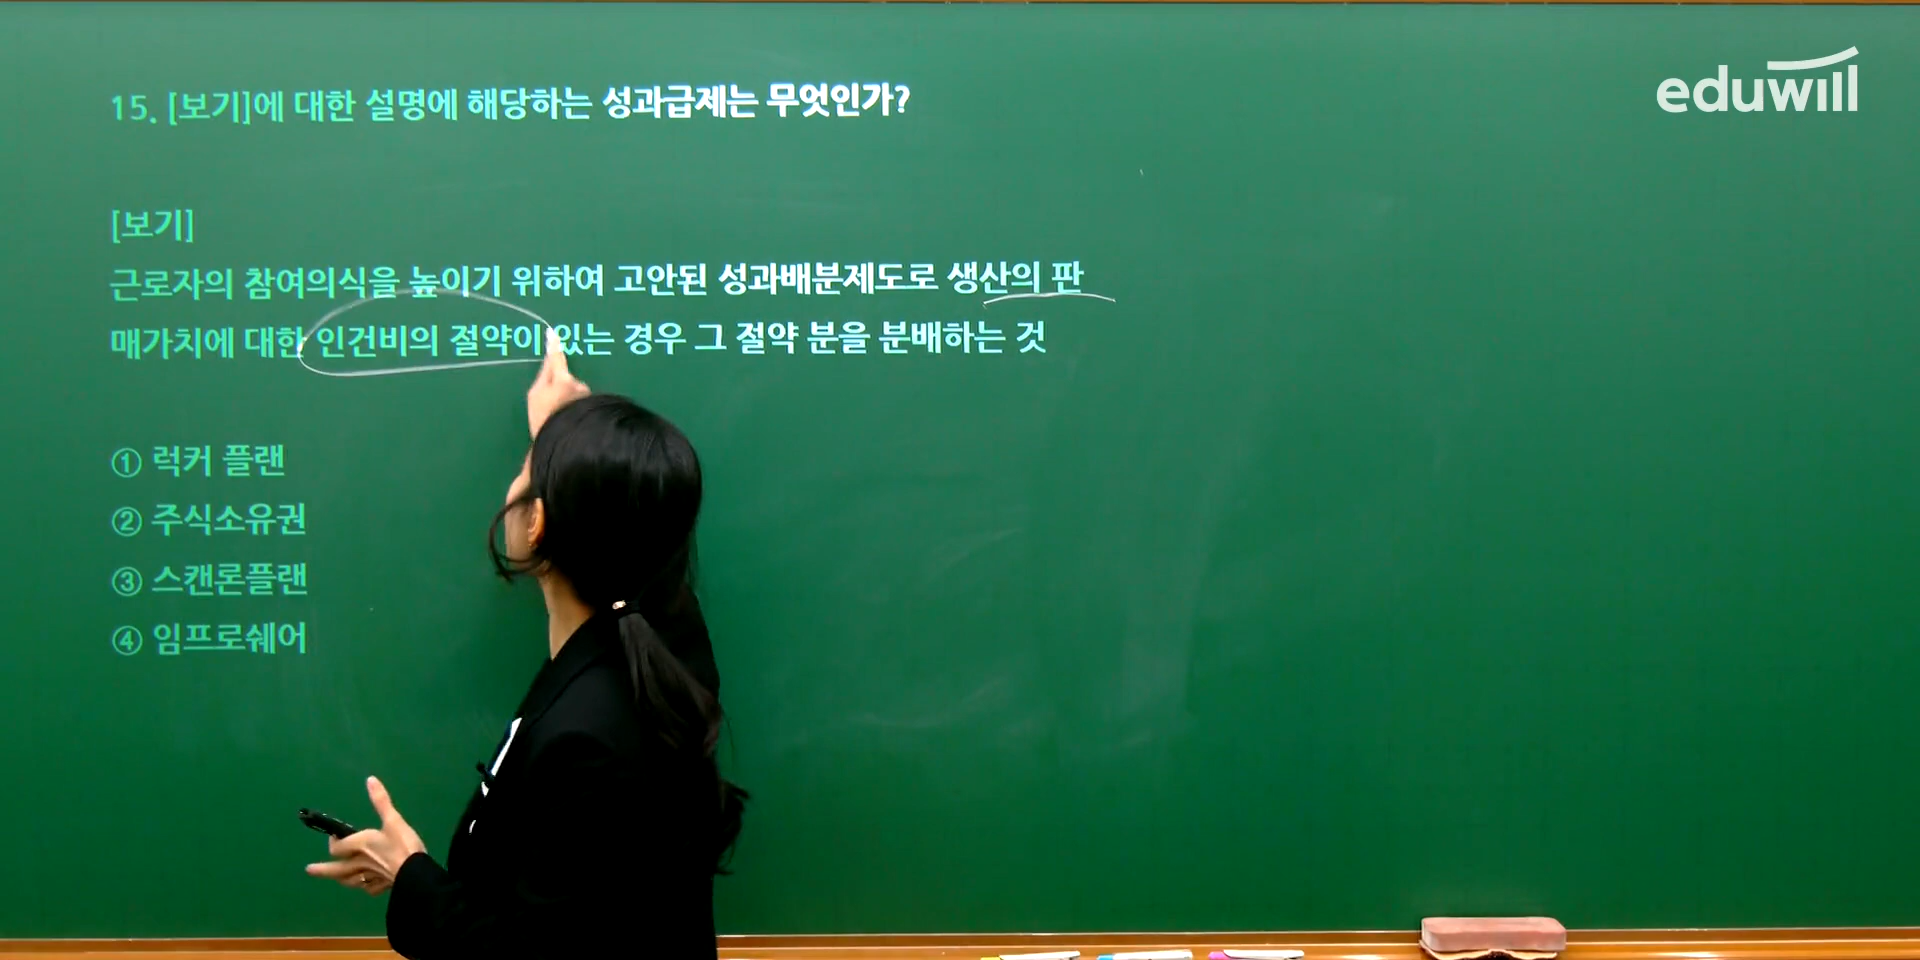 eduwill
15. [보기]에 대한 설명에 해당하는 성과급제는 무엇인가?
[보기]
근로자의 참여의식을 높이기 위하여 고안된 성과배분제도로 생산의 판
매가치에 대한 인건비의 절약이 있는 경우 그 절약 분을 분배하는 것
① 럭커 플랜
② 주식소유권
③ 스캔론플랜
④ 임프로쉐어